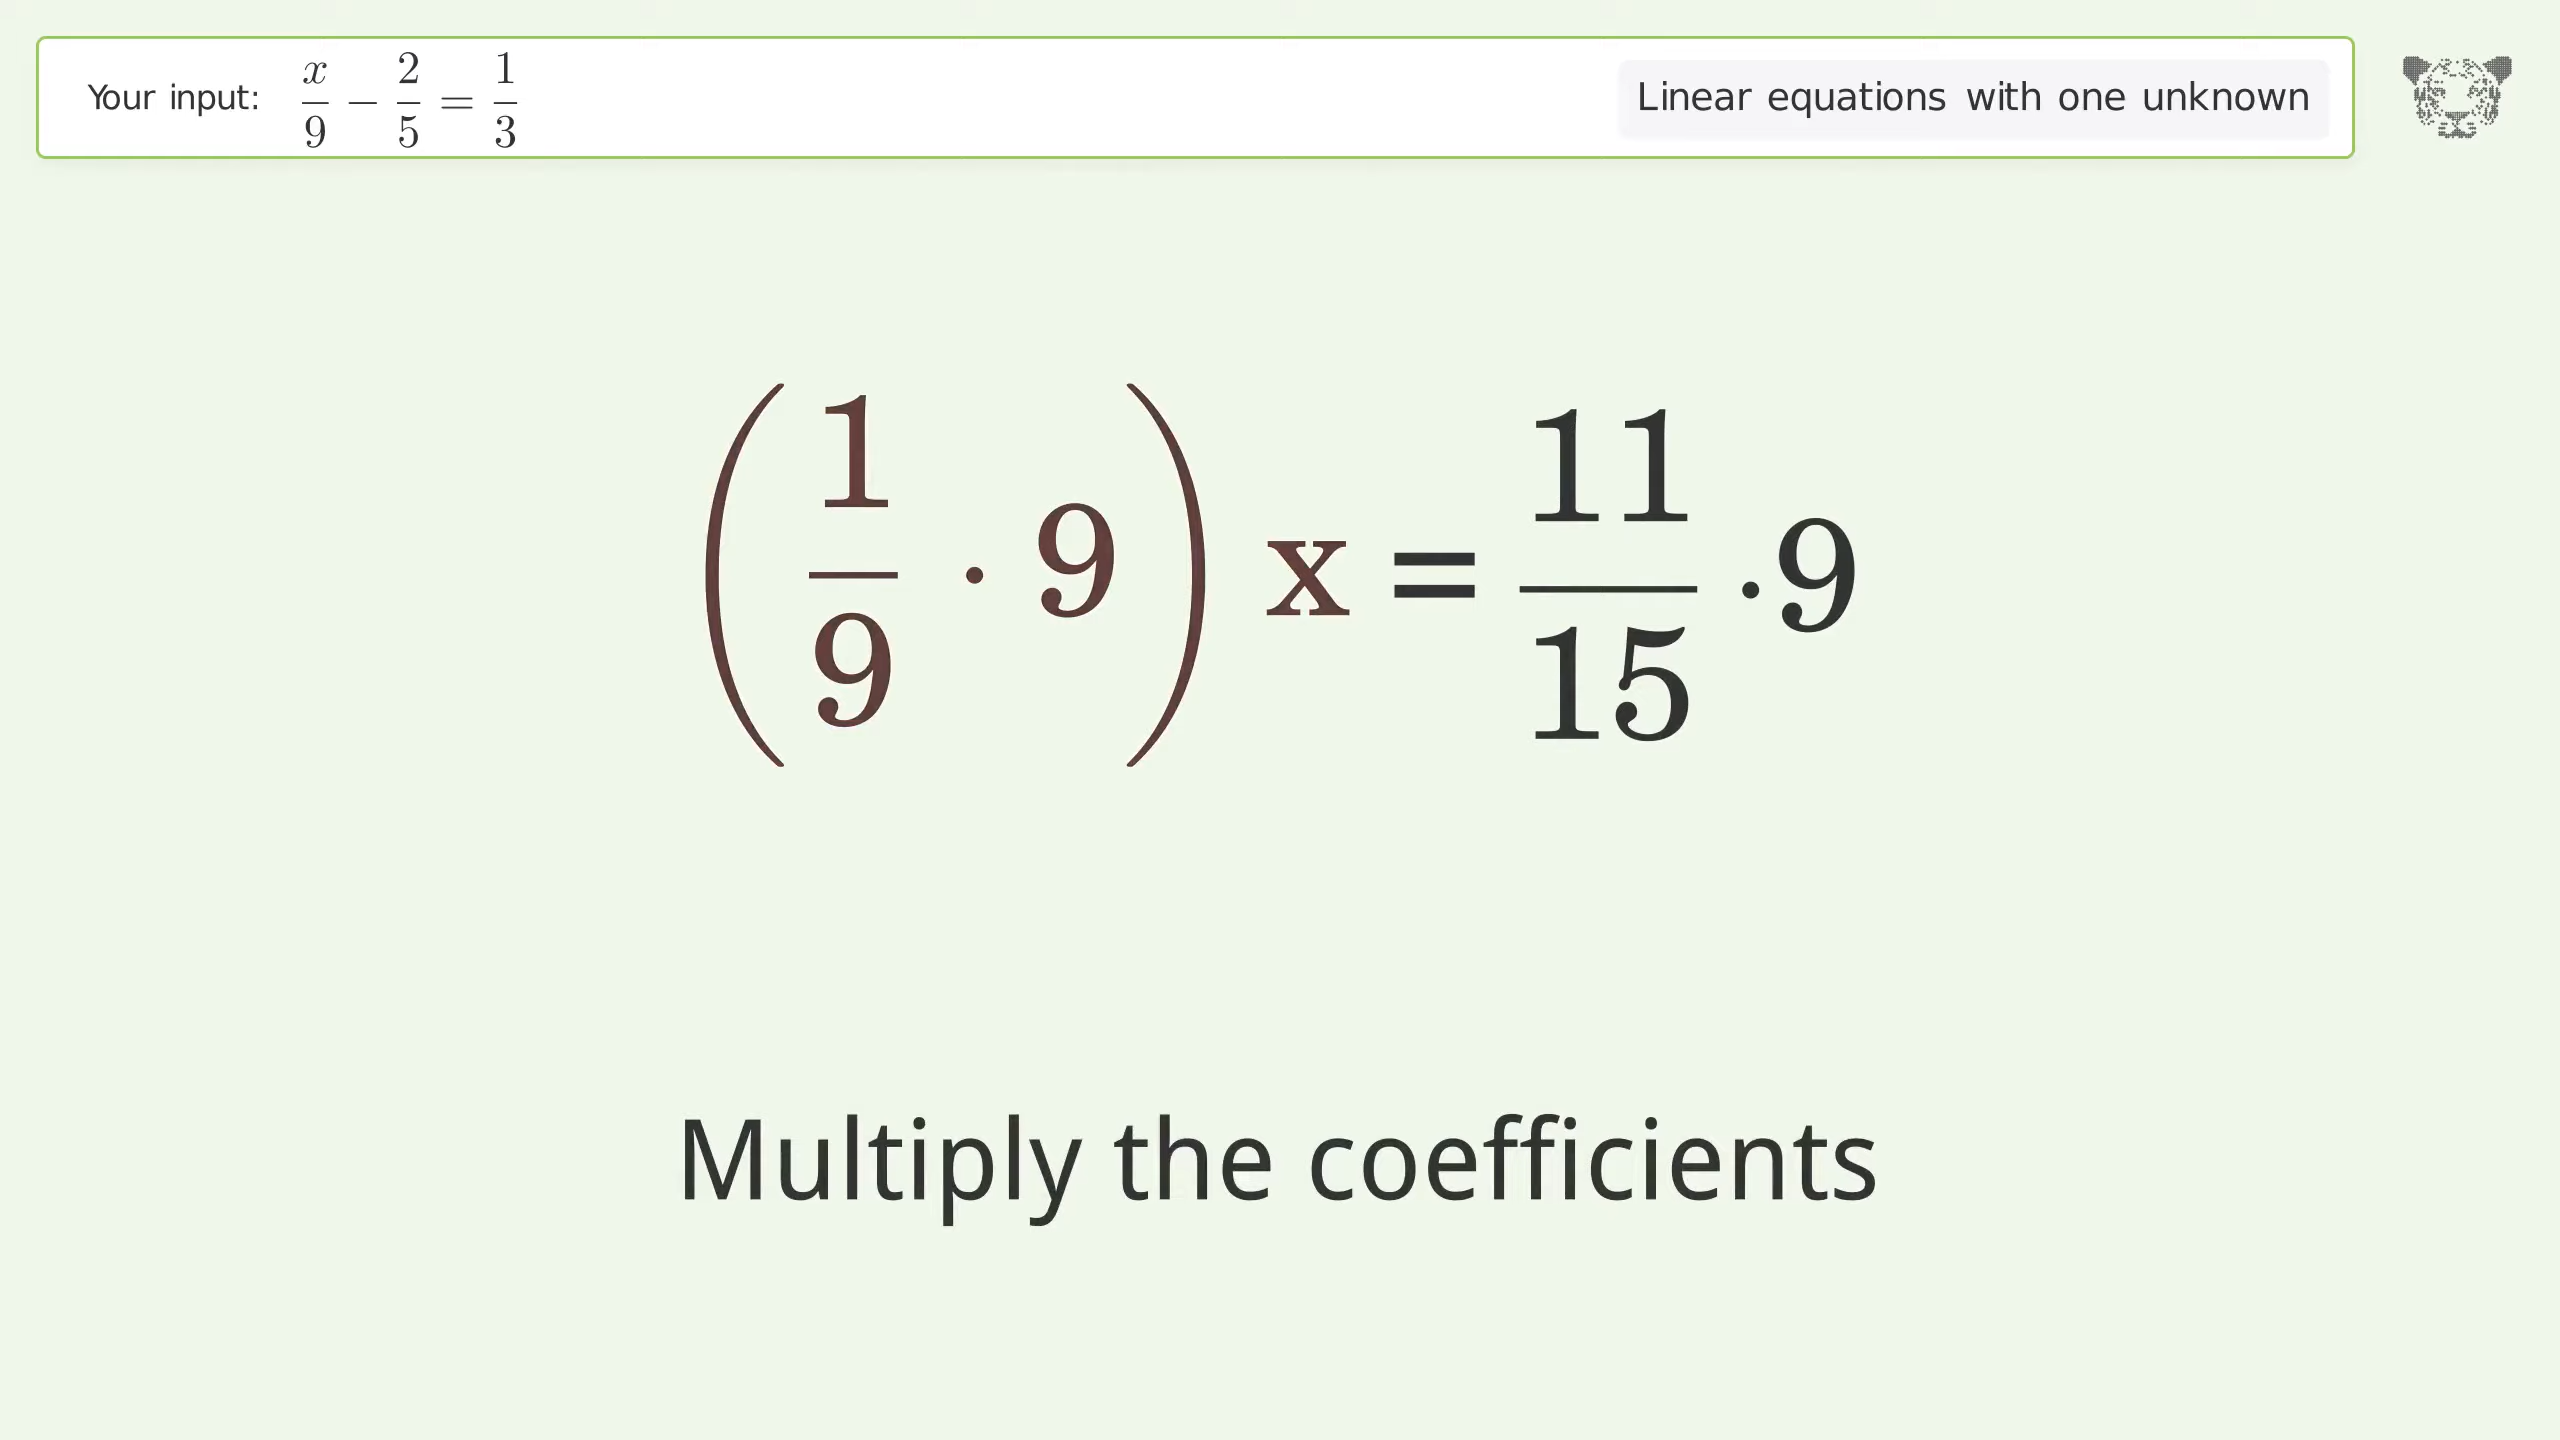 Your input: x/9 − 2/5 = 1/3
Linear equations with one unknown
(1/9 · 9) x = 11/15 · 9
Multiply the coefficients